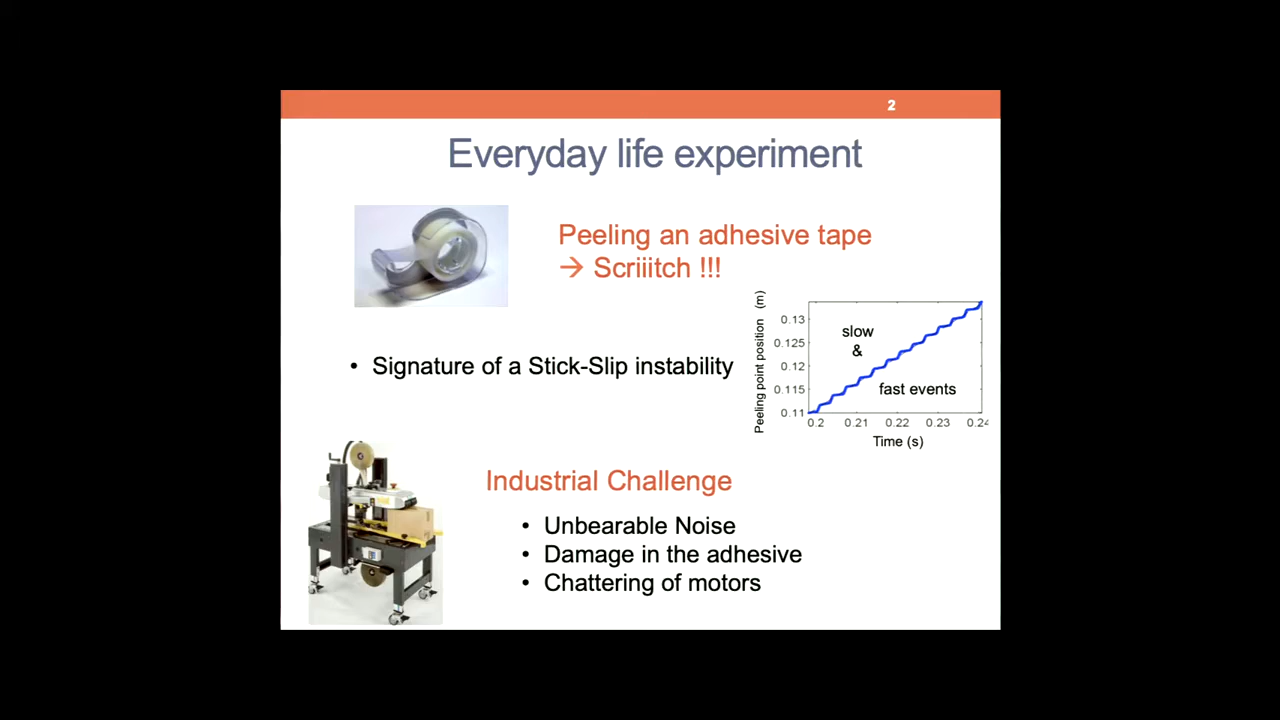 2
Everyday life experiment
Peeling an adhesive tape
→ Scriiitch !!!
• Signature of a Stick-Slip instability
Peeling point position (m)
0.13
0.125
0.12
0.115
0.11
slow
&
fast events
0.2 0.21 0.22 0.23 0.24
Time (s)
Industrial Challenge
• Unbearable Noise
• Damage in the adhesive
• Chattering of motors